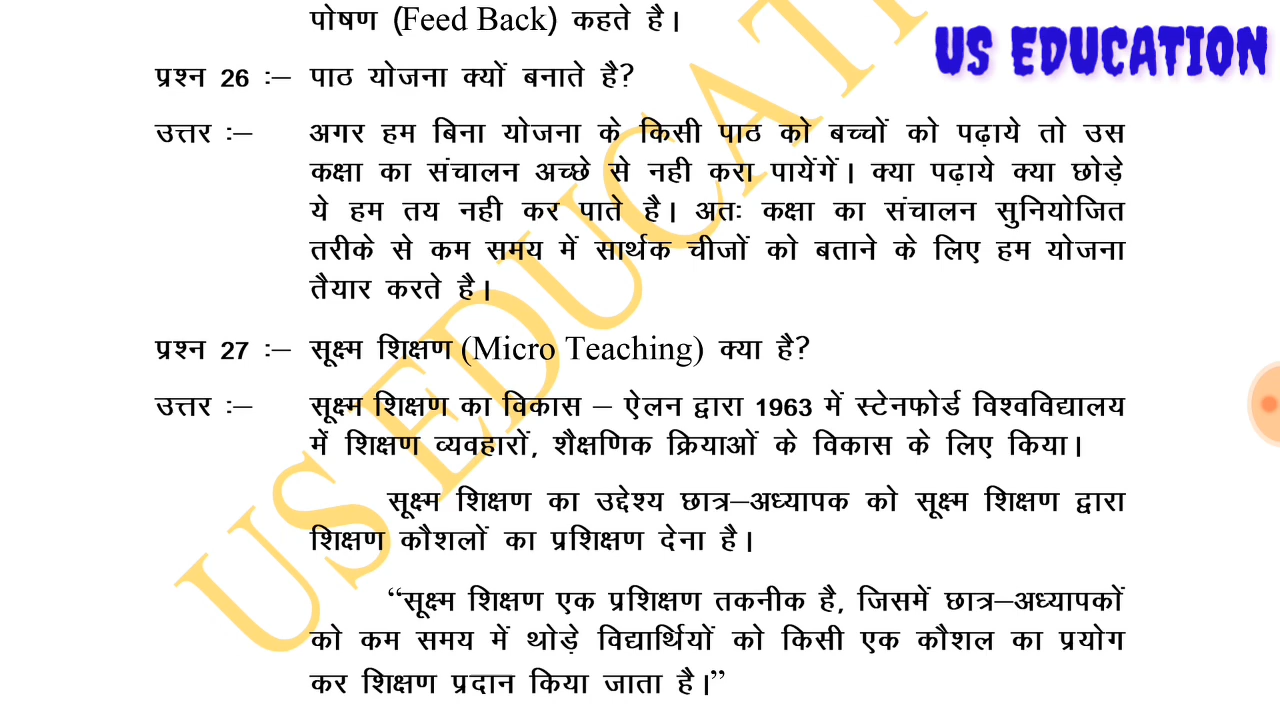 पोषण (Feed Back) कहते है।
US EDUCATION
प्रश्न 26 :– पाठ योजना क्यों बनाते है?
उत्तर :– अगर हम बिना योजना के किसी पाठ को बच्चों को पढ़ाये तो उस
कक्षा का संचालन अच्छे से नही करा पायेंगें। क्या पढ़ाये क्या छोड़े
ये हम तय नही कर पाते है। अतः कक्षा का संचालन सुनियोजित
तरीके से कम समय में सार्थक चीजों को बताने के लिए हम योजना
तैयार करते है।
प्रश्न 27 :– सूक्ष्म शिक्षण (Micro Teaching) क्या है?
उत्तर :– सूक्ष्म शिक्षण का विकास – ऐलन द्वारा 1963 में स्टेनफोर्ड विश्वविद्यालय
में शिक्षण व्यवहारों, शैक्षणिक क्रियाओं के विकास के लिए किया।
सूक्ष्म शिक्षण का उद्देश्य छात्र–अध्यापक को सूक्ष्म शिक्षण द्वारा
शिक्षण कौशलों का प्रशिक्षण देना है।
“सूक्ष्म शिक्षण एक प्रशिक्षण तकनीक है, जिसमें छात्र–अध्यापकों
को कम समय में थोड़े विद्यार्थियों को किसी एक कौशल का प्रयोग
कर शिक्षण प्रदान किया जाता है।”
US EDUCATI